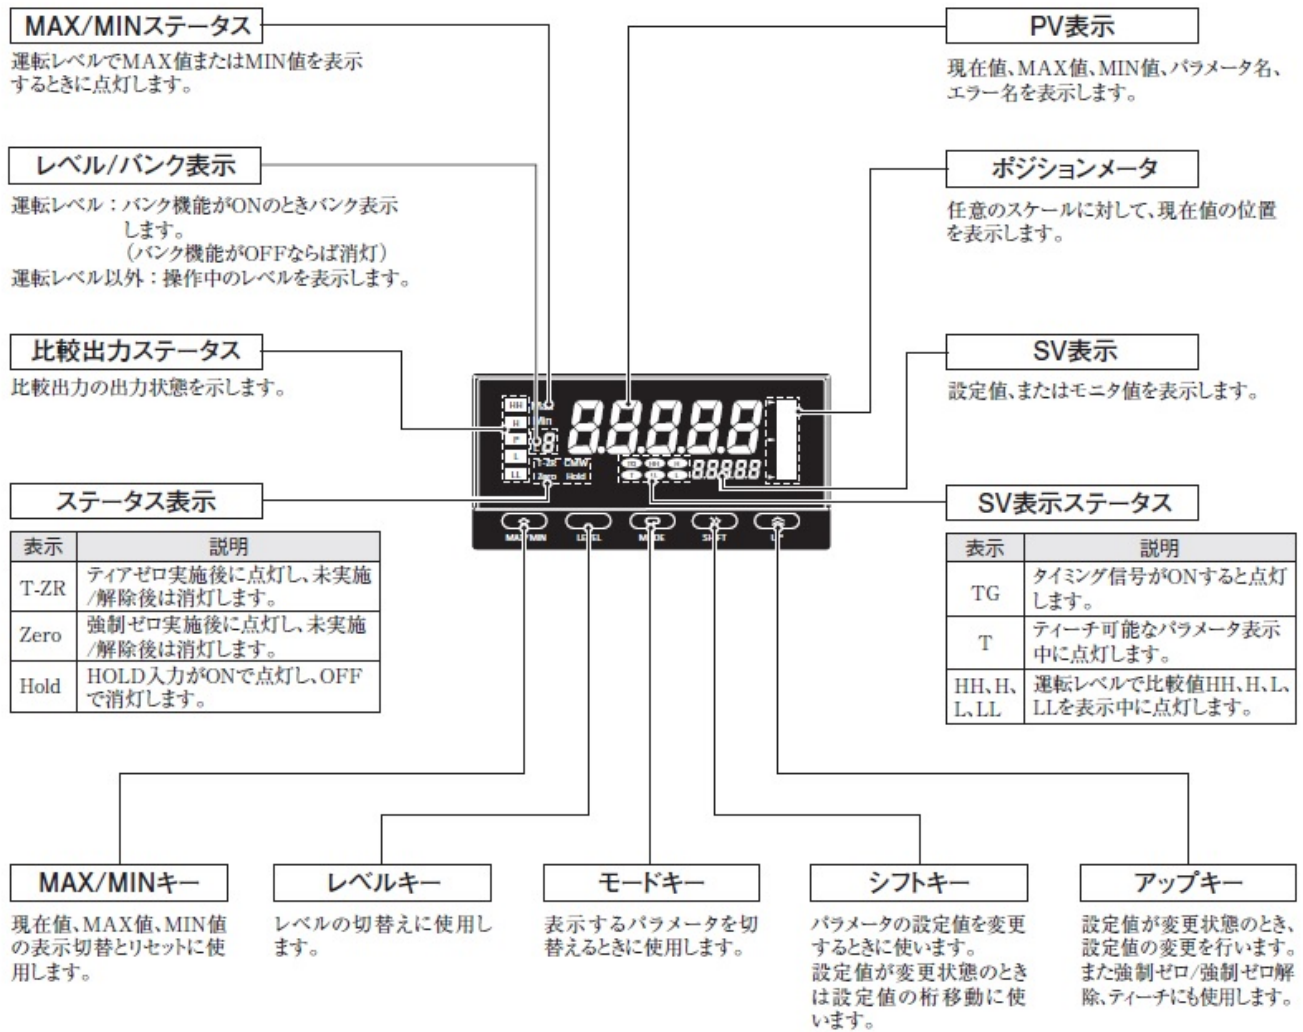 MAX/MINステータス
運転レベルでMAX値またはMIN値を表示
するときに点灯します。
レベル/バンク表示
運転レベル：バンク機能がONのときバンク表示
します。
（バンク機能がOFFならば消灯）
運転レベル以外：操作中のレベルを表示します。
比較出力ステータス
比較出力の出力状態を示します。
ステータス表示
表示 説明
T-ZR ティアゼロ実施後に点灯し、未実施
/解除後は消灯します。
Zero 強制ゼロ実施後に点灯し、未実施
/解除後は消灯します。
Hold HOLD入力がONで点灯し、OFF
で消灯します。
PV表示
現在値、MAX値、MIN値、パラメータ名、
エラー名を表示します。
ポジションメータ
任意のスケールに対して、現在値の位置
を表示します。
SV表示
設定値、またはモニタ値を表示します。
SV表示ステータス
表示 説明
TG タイミング信号がONすると点灯
します。
T ティーチ可能なパラメータ表示
中に点灯します。
HH、H、
L、LL
運転レベルで比較値HH、H、L、
LLを表示中に点灯します。
HH
H
P
L
LL
Min
8
8.8.8.8.8
T-ZR CMW
Zero Hold
TG HH H
T LL L
8.8.8.8.8
MAX/MIN LEVEL MODE SHIFT UP
MAX/MINキー
現在値、MAX値、MIN値
の表示切替とリセットに使
用します。
レベルキー
レベルの切替えに使用し
ます。
モードキー
表示するパラメータを切
替えるときに使用します。
シフトキー
パラメータの設定値を変更
するときに使います。
設定値が変更状態のとき
は設定値の桁移動に使
います。
アップキー
設定値が変更状態のとき、
設定値の変更を行います。
また強制ゼロ/強制ゼロ解
除、ティーチにも使用します。